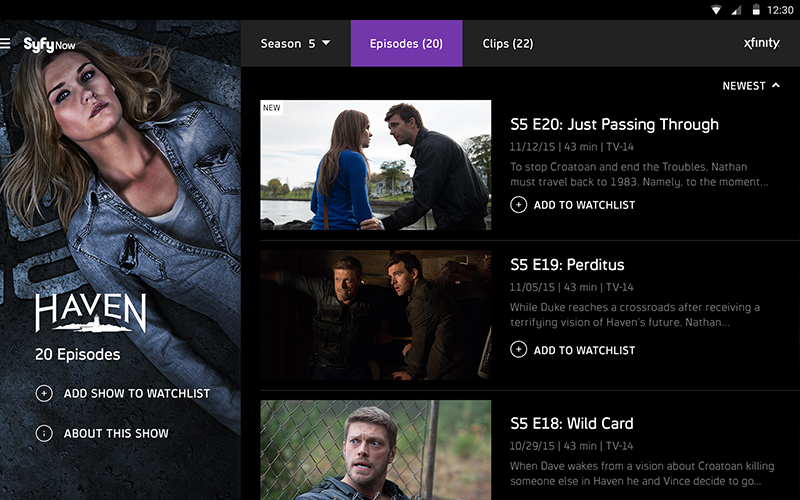 12:30
Syfy Now
Season 5
Episodes (20)
Clips (22)
xfinity
NEWEST
HAVEN
20 Episodes
ADD SHOW TO WATCHLIST
ABOUT THIS SHOW
NEW
S5 E20: Just Passing Through
11/12/15 | 43 min | TV-14
To stop Croatoan and end the Troubles, Nathan
must travel back to 1983. Namely, to the moment...
ADD TO WATCHLIST
S5 E19: Perditus
11/05/15 | 43 min | TV-14
While Duke reaches a crossroads after receiving a
terrifying vision of Haven's future, Nathan...
ADD TO WATCHLIST
S5 E18: Wild Card
10/29/15 | 43 min | TV-14
When Dave wakes from a vision about Croatoan killing
someone else in Haven he and Vince decide to go...